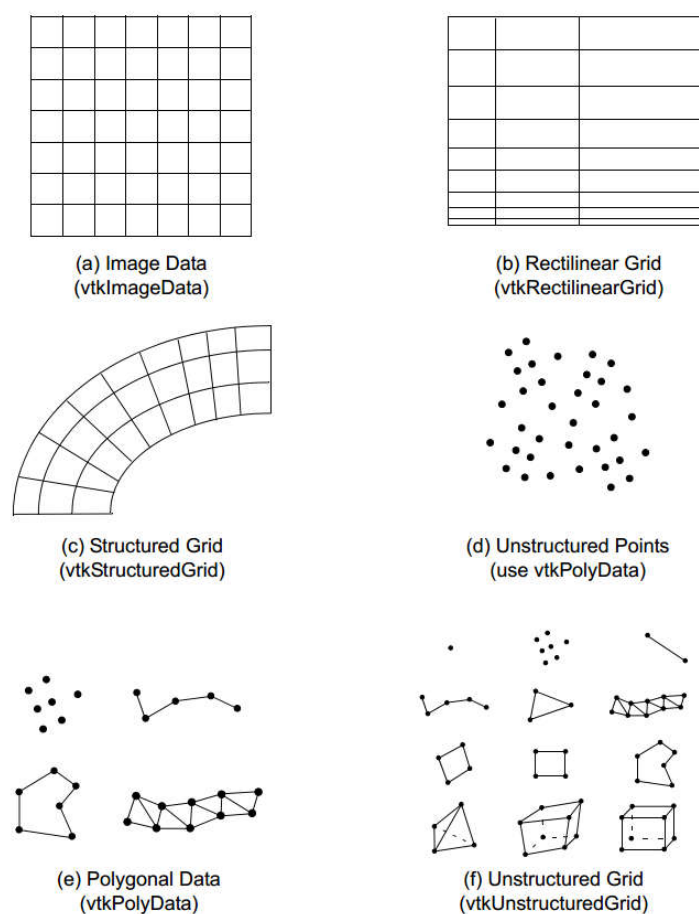 (a) Image Data
(vtkImageData)
(b) Rectilinear Grid
(vtkRectilinearGrid)
(c) Structured Grid
(vtkStructuredGrid)
(d) Unstructured Points
(use vtkPolyData)
(e) Polygonal Data
(vtkPolyData)
(f) Unstructured Grid
(vtkUnstructuredGrid)